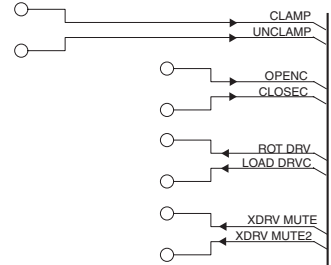 CLAMP
UNCLAMP
OPENC
CLOSEC
ROT DRV
LOAD DRVC
XDRV MUTE
XDRV MUTE2